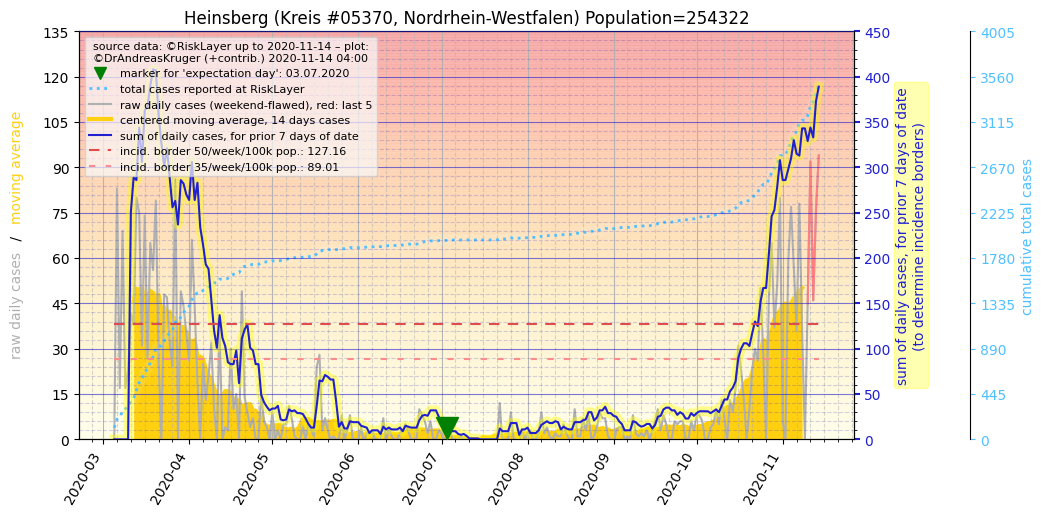 Heinsberg (Kreis #05370, Nordrhein-Westfalen) Population=254322
source data: ©RiskLayer up to 2020-11-14 – plot:
©DrAndreasKruger (+contrib.) 2020-11-14 04:00
marker for 'expectation day': 03.07.2020
total cases reported at RiskLayer
raw daily cases (weekend-flawed), red: last 5
centered moving average, 14 days cases
sum of daily cases, for prior 7 days of date
incid. border 50/week/100k pop.: 127.16
incid. border 35/week/100k pop.: 89.01
raw daily cases / moving average
135
120
105
90
75
60
45
30
15
0
2020-03
2020-04
2020-05
2020-06
2020-07
2020-08
2020-09
2020-10
2020-11
450
400
350
300
250
200
150
100
50
0
sum of daily cases, for prior 7 days of date
(to determine incidence borders)
4005
3560
3115
2670
2225
1780
1335
890
445
0
cumulative total cases